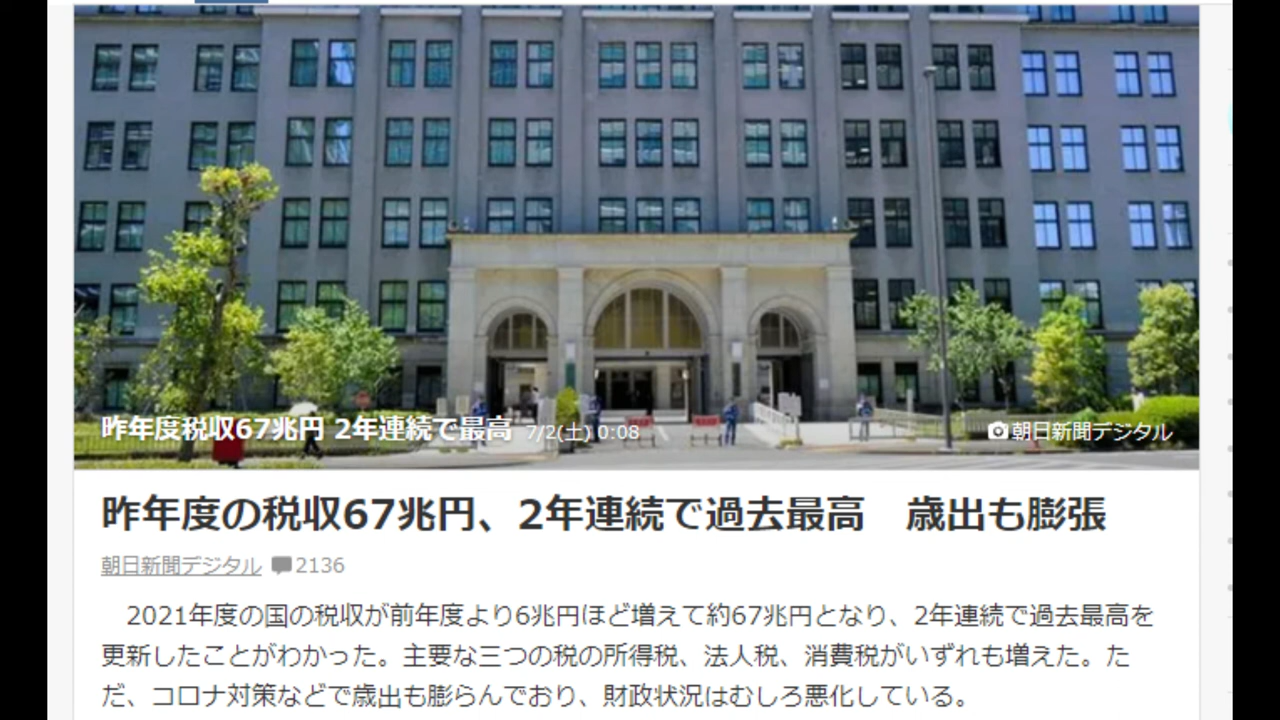 昨年度税収67兆円 2年連続で最高 7/2(土) 0:08
朝日新聞デジタル
昨年度の税収67兆円、2年連続で過去最高　歳出も膨張
朝日新聞デジタル 2136
　2021年度の国の税収が前年度より6兆円ほど増えて約67兆円となり、2年連続で過去最高を
更新したことがわかった。主要な三つの税の所得税、法人税、消費税がいずれも増えた。た
だ、コロナ対策などで歳出も膨らんでおり、財政状況はむしろ悪化している。